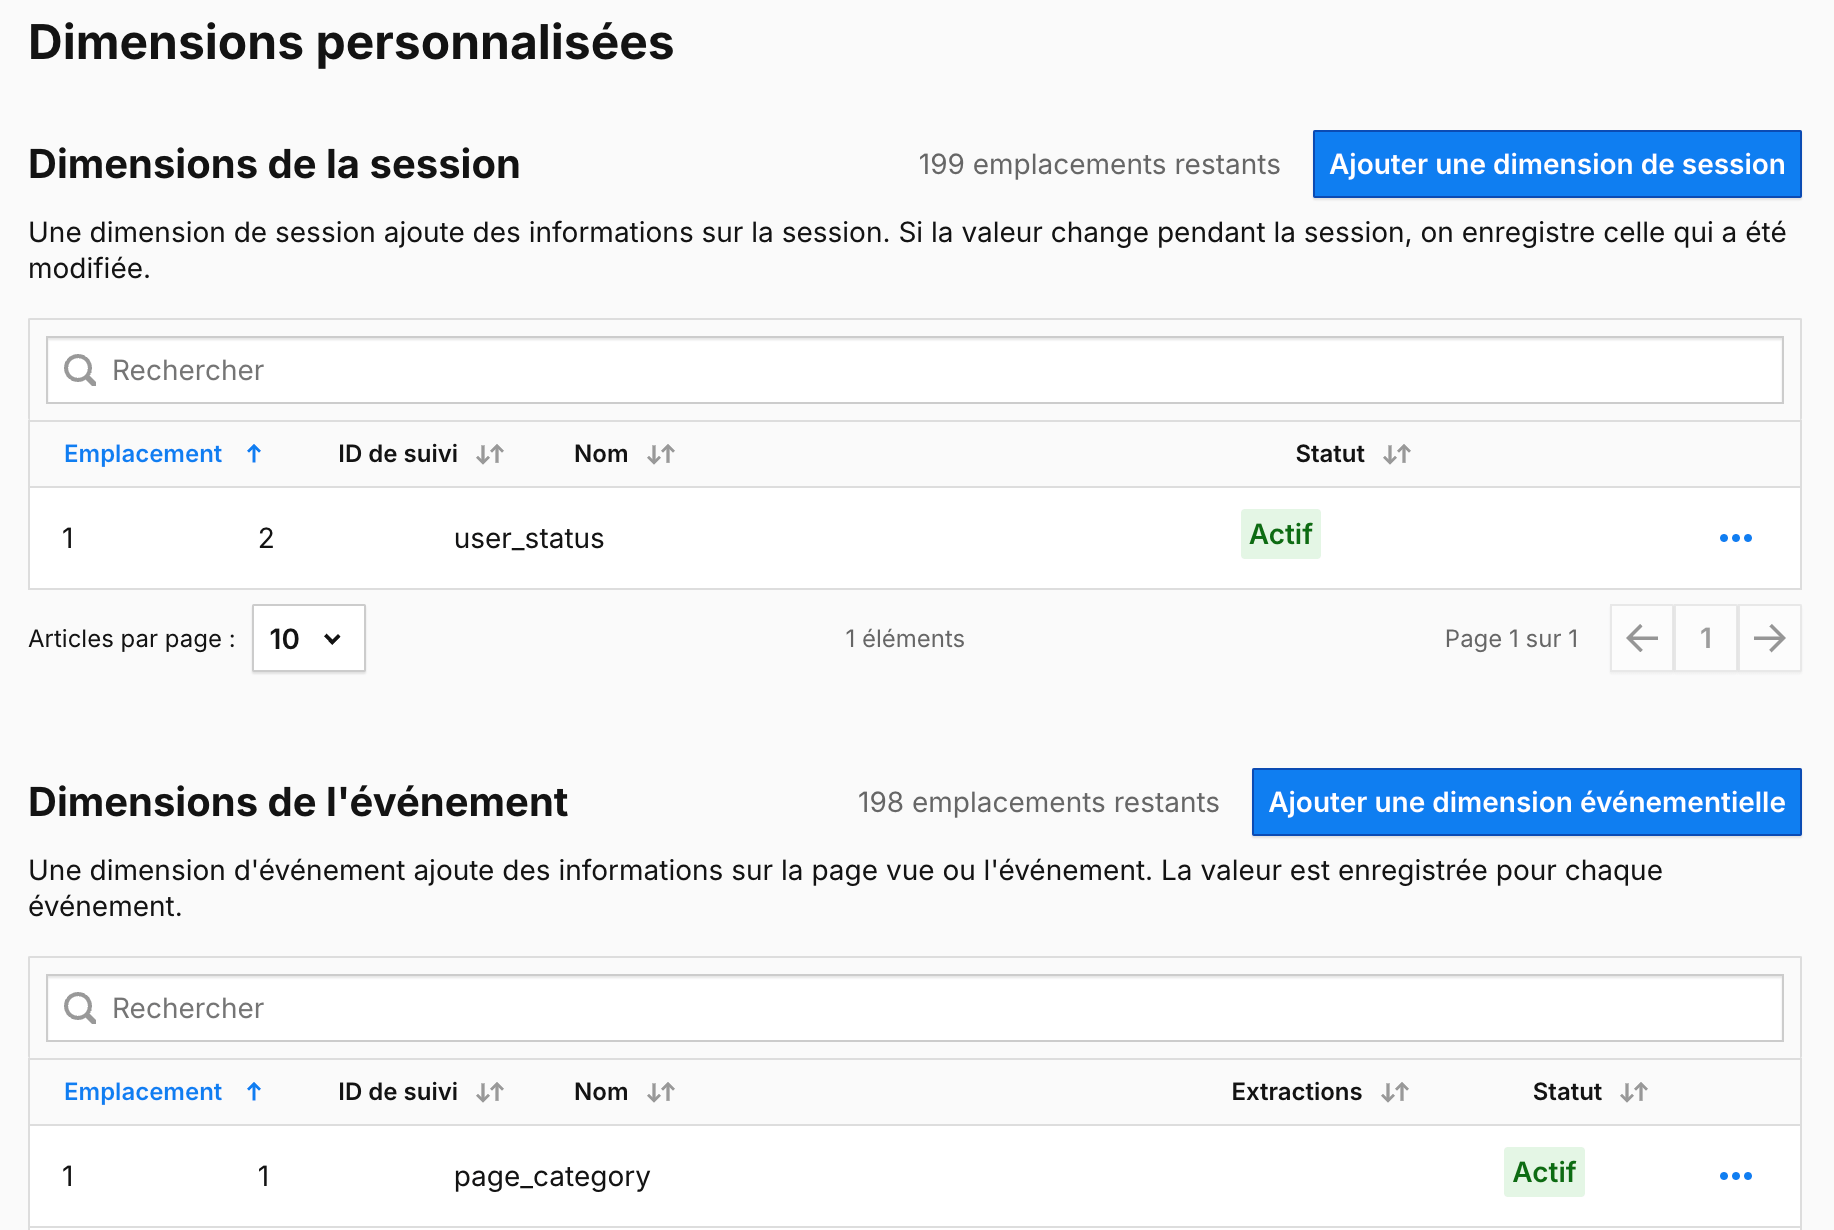 Dimensions personnalisées
Dimensions de la session
199 emplacements restants
Ajouter une dimension de session
Une dimension de session ajoute des informations sur la session. Si la valeur change pendant la session, on enregistre celle qui a été
modifiée.
Rechercher
Emplacement ID de suivi Nom Statut
1 2 user_status Actif
Articles par page : 10 1 éléments Page 1 sur 1 1
Dimensions de l'événement
198 emplacements restants
Ajouter une dimension événementielle
Une dimension d'événement ajoute des informations sur la page vue ou l'événement. La valeur est enregistrée pour chaque
événement.
Rechercher
Emplacement ID de suivi Nom Extractions Statut
1 1 page_category Actif